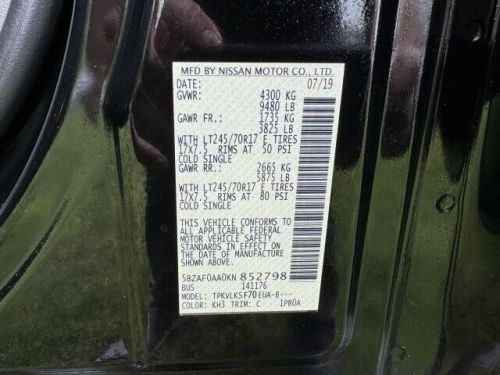 MFD BY NISSAN MOTOR CO., LTD.
DATE: 07/19
GVWR: 4300 KG
9480 LB
GAWR FR.: 1735 KG
3825 LB
WITH LT245/70R17 E TIRES
17X7.5 RIMS AT 50 PSI
COLD SINGLE
GAWR RR.: 2665 KG
5875 LB
WITH LT245/70R17 E TIRES
17X7.5 RIMS AT 80 PSI
COLD SINGLE
THIS VEHICLE CONFORMS TO
ALL APPLICABLE FEDERAL
MOTOR VEHICLE SAFETY
STANDARDS IN EFFECT ON
THE DATE OF MANUFACTURE
SHOWN ABOVE.
5BZAF0AA0KN 852798
BUS 141176
MODEL: TPKVLK5F70EUA-B----
COLOR: KH3 TRIM: C 1PB0A